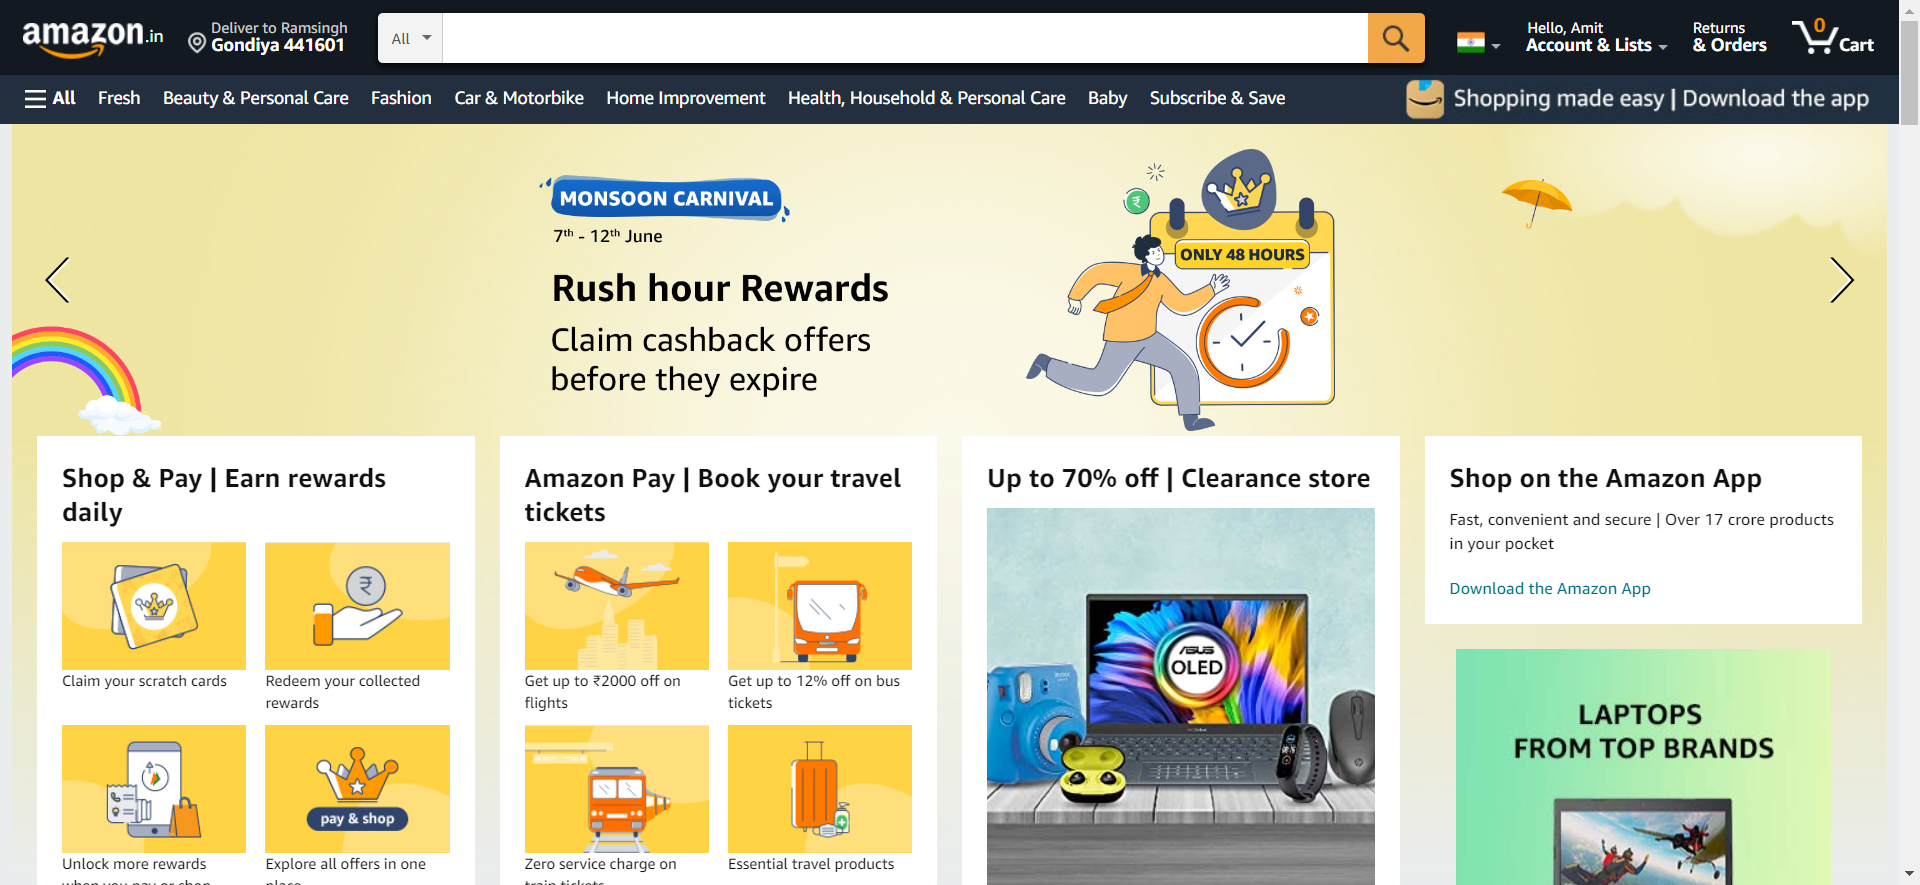 amazon.in
Deliver to Ramsingh
Gondiya 441601
All
Hello, Amit
Account & Lists
Returns
& Orders
0
Cart
All
Fresh
Beauty & Personal Care
Fashion
Car & Motorbike
Home Improvement
Health, Household & Personal Care
Baby
Subscribe & Save
Shopping made easy | Download the app
MONSOON CARNIVAL
7th - 12th June
Rush hour Rewards
Claim cashback offers
before they expire
₹
ONLY 48 HOURS
Shop & Pay | Earn rewards
daily
₹
Claim your scratch cards
Redeem your collected
rewards
pay & shop
Unlock more rewards
when you pay or shop
Explore all offers in one
place
Amazon Pay | Book your travel
tickets
Get up to ₹2000 off on
flights
Get up to 12% off on bus
tickets
Zero service charge on
train tickets
Essential travel products
Up to 70% off | Clearance store
ASUS
OLED
hp
Shop on the Amazon App
Fast, convenient and secure | Over 17 crore products
in your pocket
Download the Amazon App
LAPTOPS
FROM TOP BRANDS